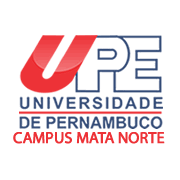 UPE
UNIVERSIDADE
DE PERNAMBUCO
CAMPUS MATA NORTE